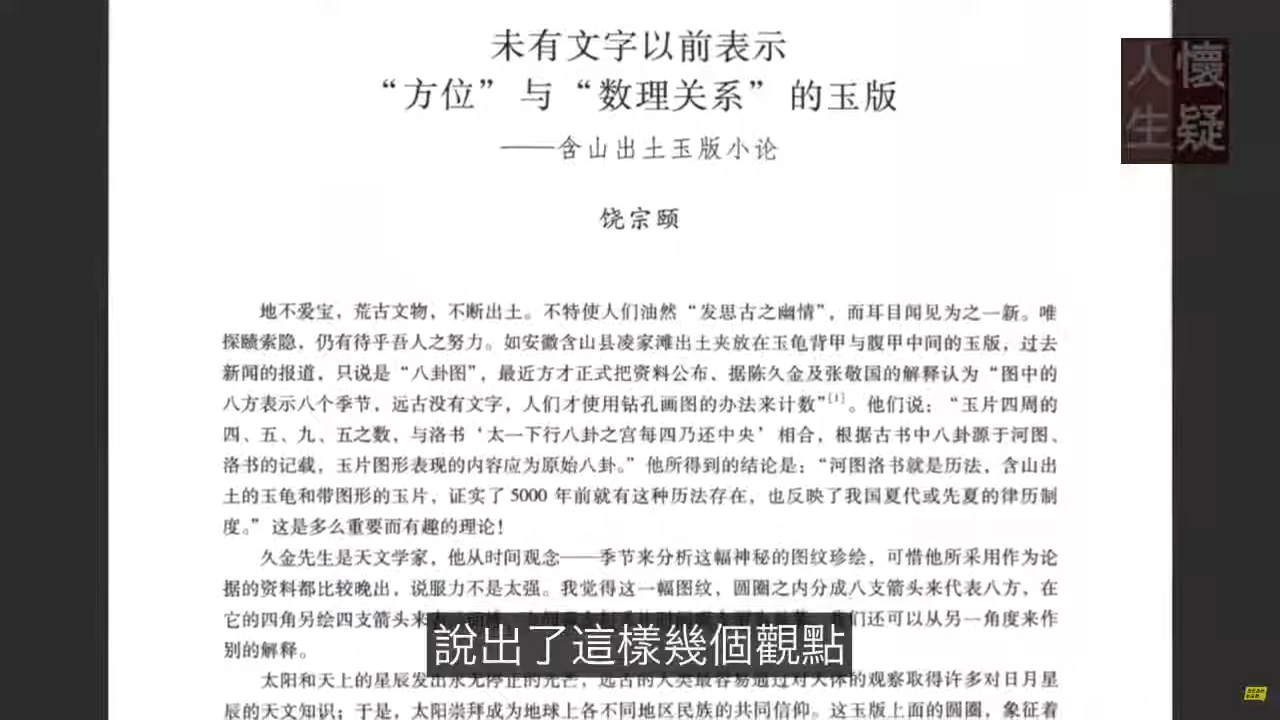 未有文字以前表示
“方位”与“数理关系”的玉版
——含山出土玉版小论
饶宗颐
懷疑
人生
地不爱宝，荒古文物，不断出土。不特使人们油然“发思古之幽情”，而耳目闻见为之一新。唯
探赜索隐，仍有待乎吾人之努力。如安徽含山县凌家滩出土夹放在玉龟背甲与腹甲中间的玉版，过去
新闻的报道，只说是“八卦图”，最近方才正式把资料公布、据陈久金及张敬国的解释认为“图中的
八方表示八个季节，远古没有文字，人们才使用钻孔画图的办法来计数”[1]。他们说：“玉片四周的
四、五、九、五之数，与洛书‘太一下行八卦之宫每四乃还中央’相合，根据古书中八卦源于河图、
洛书的记载，玉片图形表现的内容应为原始八卦。”他所得到的结论是：“河图洛书就是历法，含山出
土的玉龟和带图形的玉片，证实了5000 年前就有这种历法存在，也反映了我国夏代或先夏的律历制
度。”这是多么重要而有趣的理论！
久金先生是天文学家，他从时间观念——季节来分析这幅神秘的图纹珍绘，可惜他所采用作为论
据的资料都比较晚出，说服力不是太强。我觉得这一幅图纹，圆圈之内分成八支箭头来代表八方，在
它的四角另绘四支箭头来 们还可以从另一角度来作
别的解释。
說出了這樣幾個觀點
太阳和天上的星辰发出永无停止的光芒，远古的人类最容易通过对天体的观察取得许多对日月星
辰的天文知识；于是，太阳崇拜成为地球上各不同地区民族的共同信仰。这玉版上面的圆圈，象征着